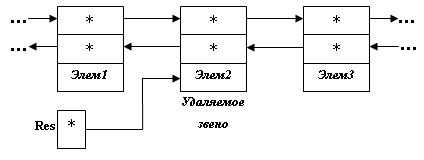 ... * * * ...
... * * * ...
Элем1 Элем2 Элем3
Удаляемое
звено
Res *